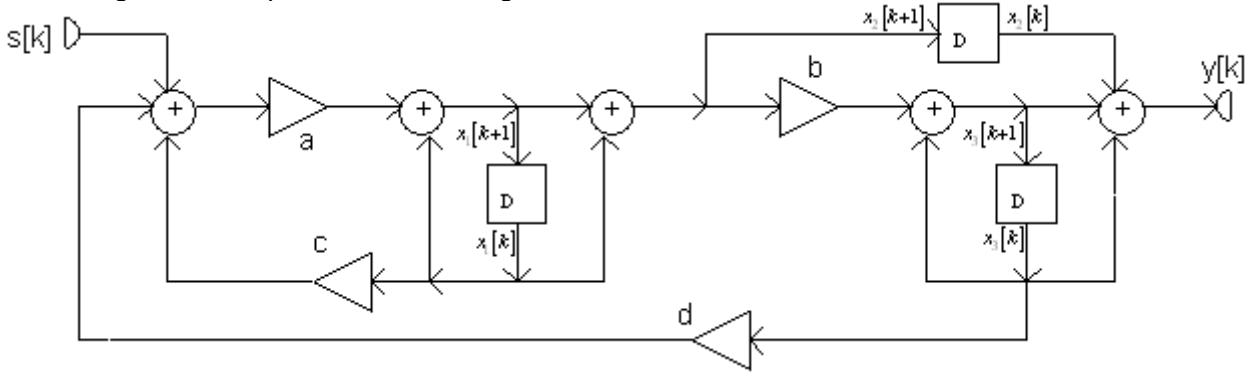 x₂[k+1]
x₂[k]
D
s[k]
b
y[k]
+
+
+
+
+
a
x₁[k+1]
x₃[k+1]
D
D
x₁[k]
x₃[k]
c
d